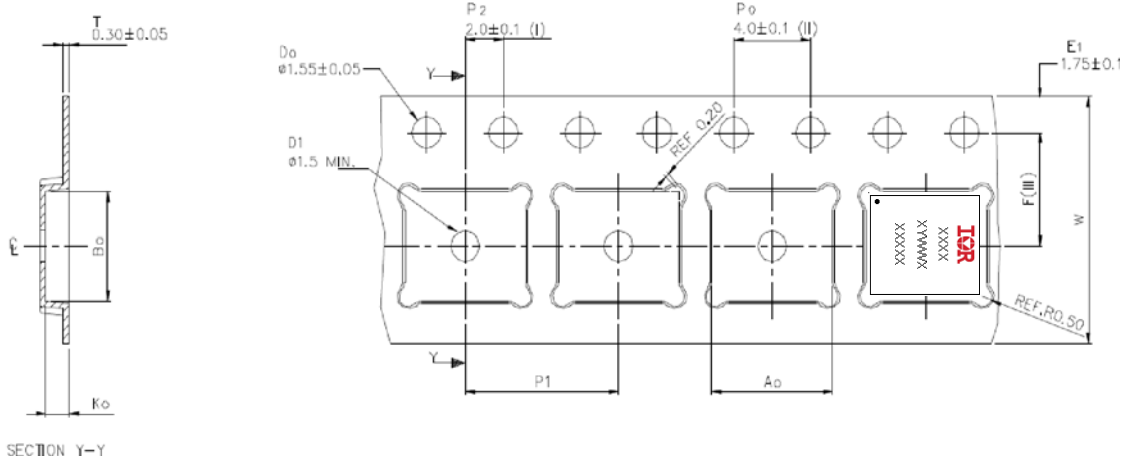 T
0.30±0.05
P2
2.0±0.1 (I)
Po
4.0±0.1 (II)
E1
1.75±0.1
Do
ø1.55±0.05
Y
D1
ø1.5 MIN.
REF 0.20
F(III)
W
Bo
IOR
XXXX
XYWWX
XXXXX
REF.R0.50
Y
P1
Ao
Ko
SECTION Y-Y